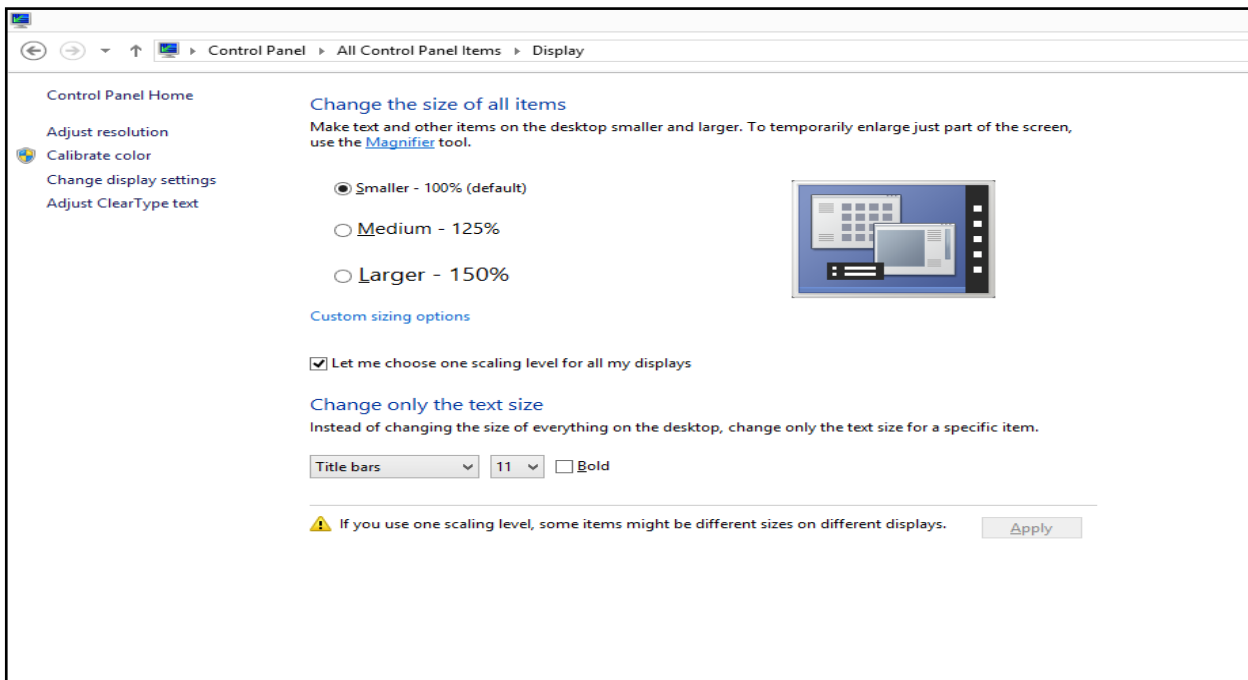 Control Panel All Control Panel Items Display
Control Panel Home
Adjust resolution
Calibrate color
Change display settings
Adjust ClearType text
Change the size of all items
Make text and other items on the desktop smaller and larger. To temporarily enlarge just part of the screen,
use the Magnifier tool.
Smaller - 100% (default)
Medium - 125%
Larger - 150%
Custom sizing options
Let me choose one scaling level for all my displays
Change only the text size
Instead of changing the size of everything on the desktop, change only the text size for a specific item.
Title bars 11 Bold
If you use one scaling level, some items might be different sizes on different displays.
Apply